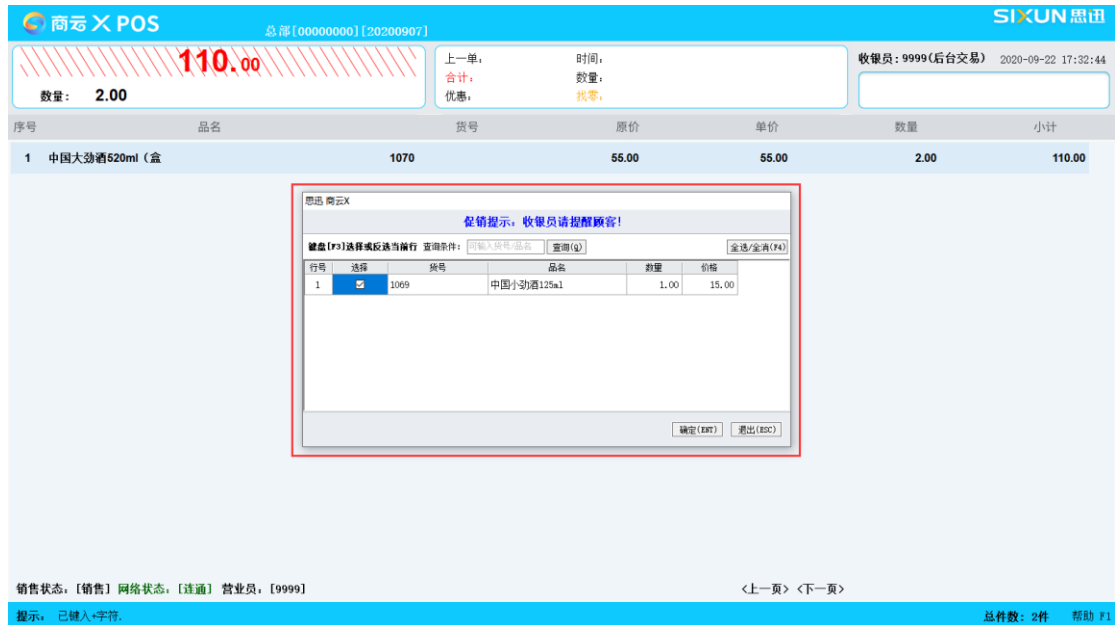 商云 X POS 总部[00000000][20200907] SIXUN 思迅
110.00
数量： 2.00
上一单： 时间：
合计： 数量：
优惠： 找零：
收银员：9999(后台交易) 2020-09-22 17:32:44
序号 品名 货号 原价 单价 数量 小计
1 中国大劲酒520ml（盒 1070 55.00 55.00 2.00 110.00
思迅 商云X
促销提示：收银员请提醒顾客！
键盘[F3]选择或反选当前行 查询条件： 可输入货号/品名 查询(Q) 全选/全消(F4)
行号 选择 货号 品名 数量 价格
1 1069 中国小劲酒125ml 1.00 15.00
确定(ENT) 退出(ESC)
销售状态：[销售] 网络状态：[连通] 营业员：[9999] <上一页> <下一页>
提示： 已键入+字符. 总件数：2件 帮助 F1